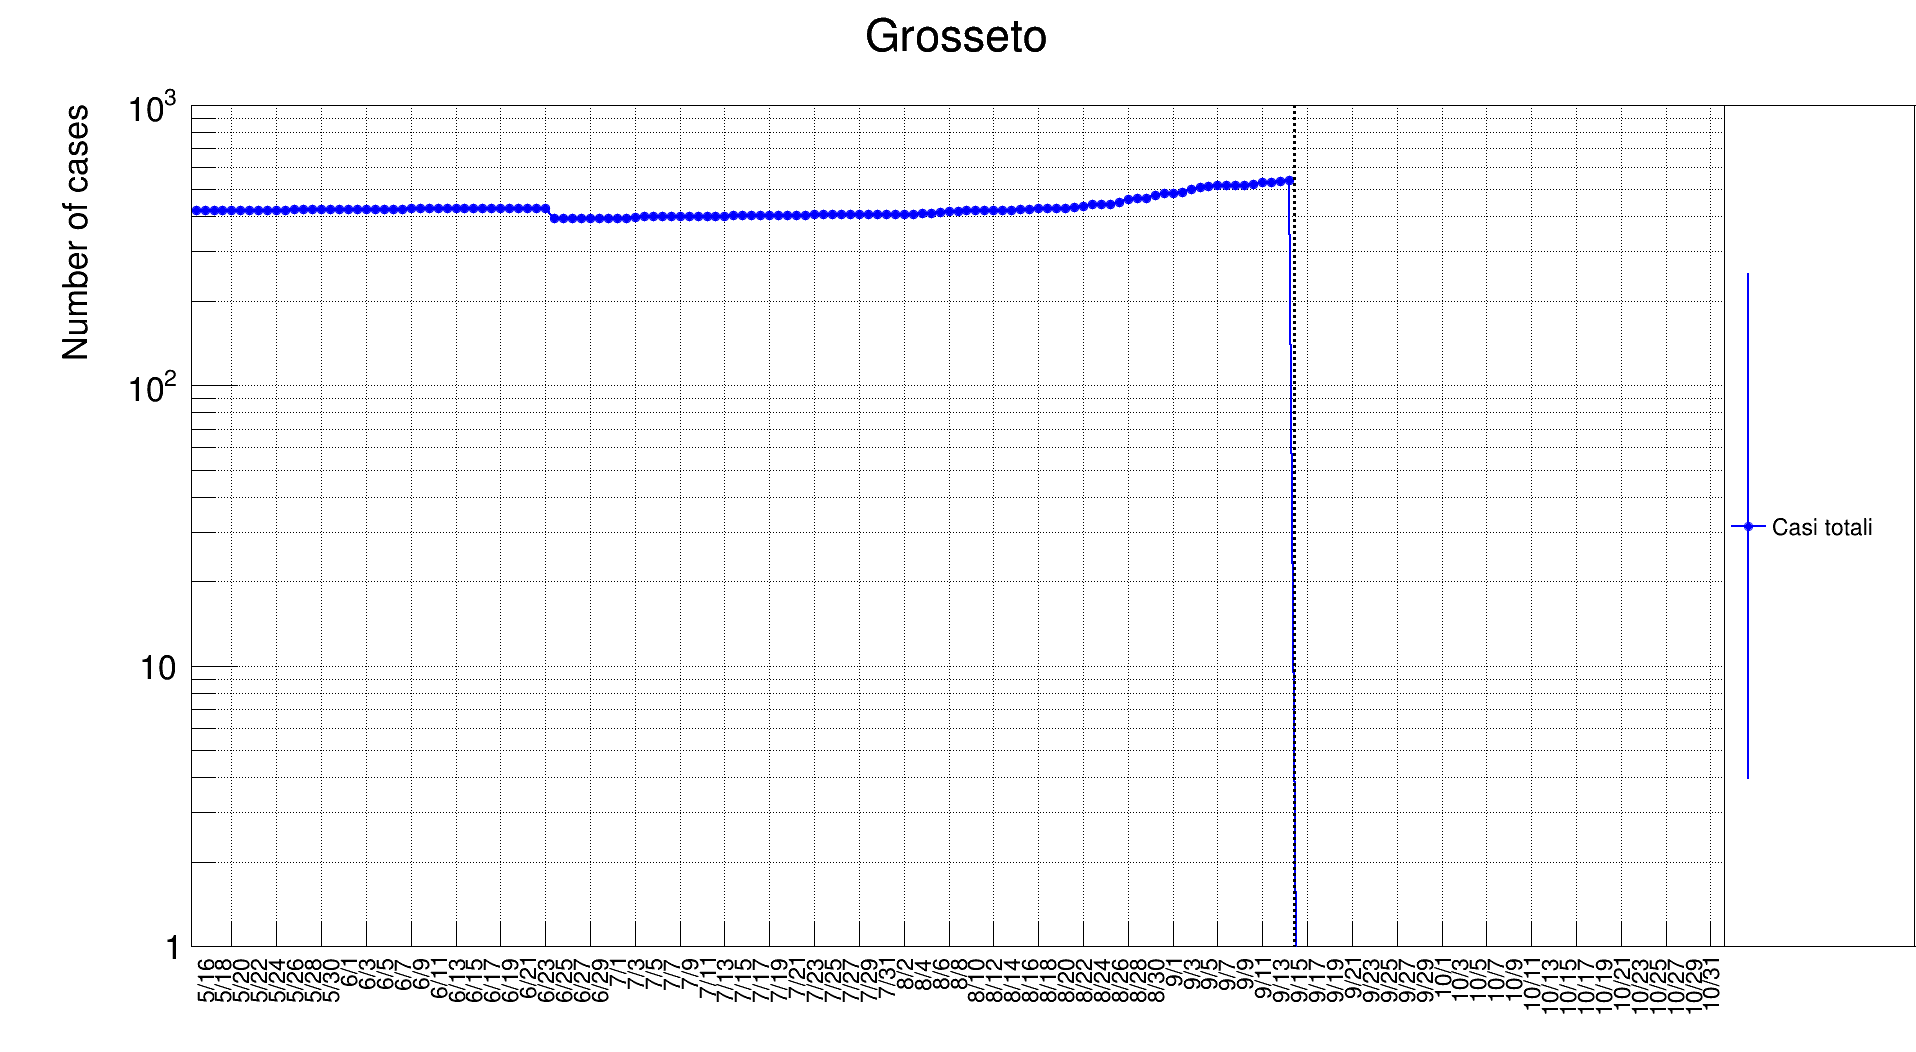 Grosseto
Number of cases
10³
10²
10
1
Casi totali
5/16 5/18 5/20 5/22 5/24 5/26 5/28 5/30 6/1 6/3 6/5 6/7 6/9 6/11 6/13 6/15 6/17 6/19 6/21 6/23 6/25 6/27 6/29 7/1 7/3 7/5 7/7 7/9 7/11 7/13 7/15 7/17 7/19 7/21 7/23 7/25 7/27 7/29 7/31 8/2 8/4 8/6 8/8 8/10 8/12 8/14 8/16 8/18 8/20 8/22 8/24 8/26 8/28 8/30 9/1 9/3 9/5 9/7 9/9 9/11 9/13 9/15 9/17 9/19 9/21 9/23 9/25 9/27 9/29 10/1 10/3 10/5 10/7 10/9 10/11 10/13 10/15 10/17 10/19 10/21 10/23 10/25 10/27 10/29 10/31